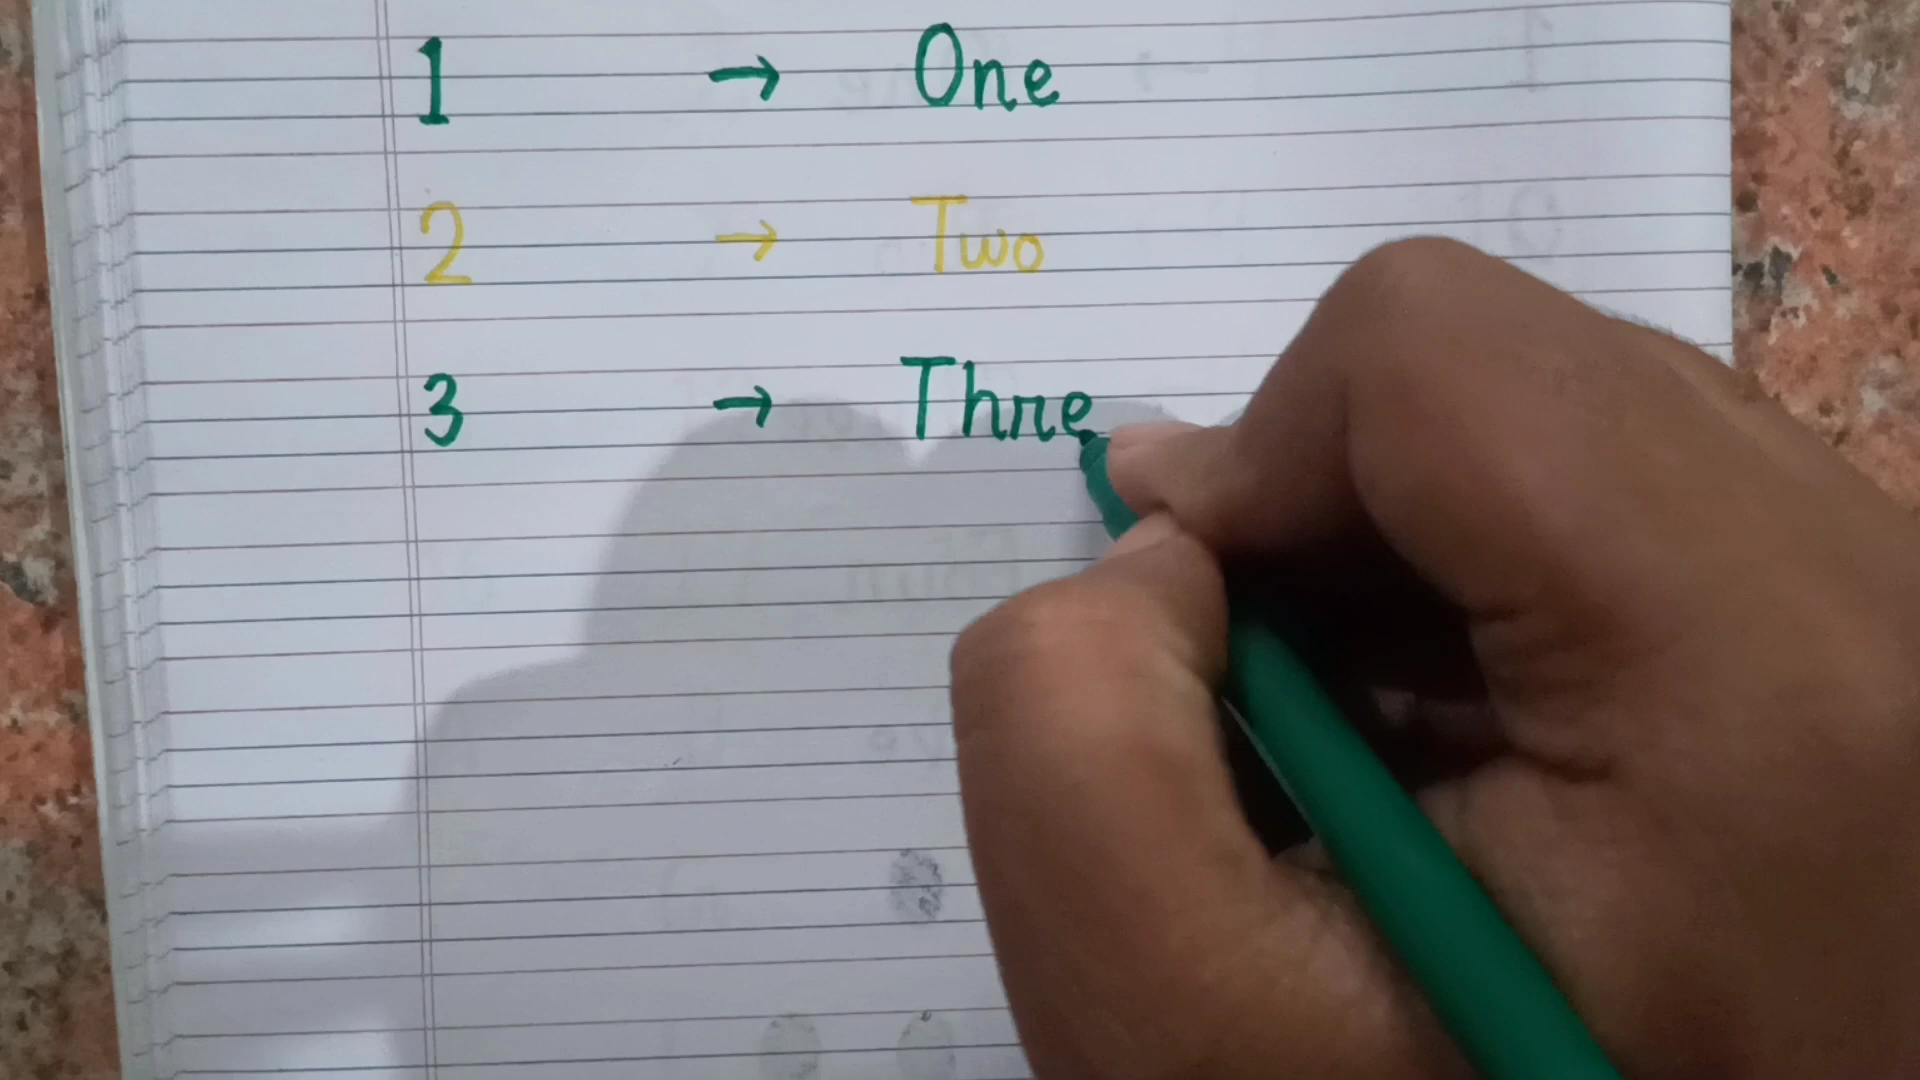 1 → One
2 → Two
3 → Thre